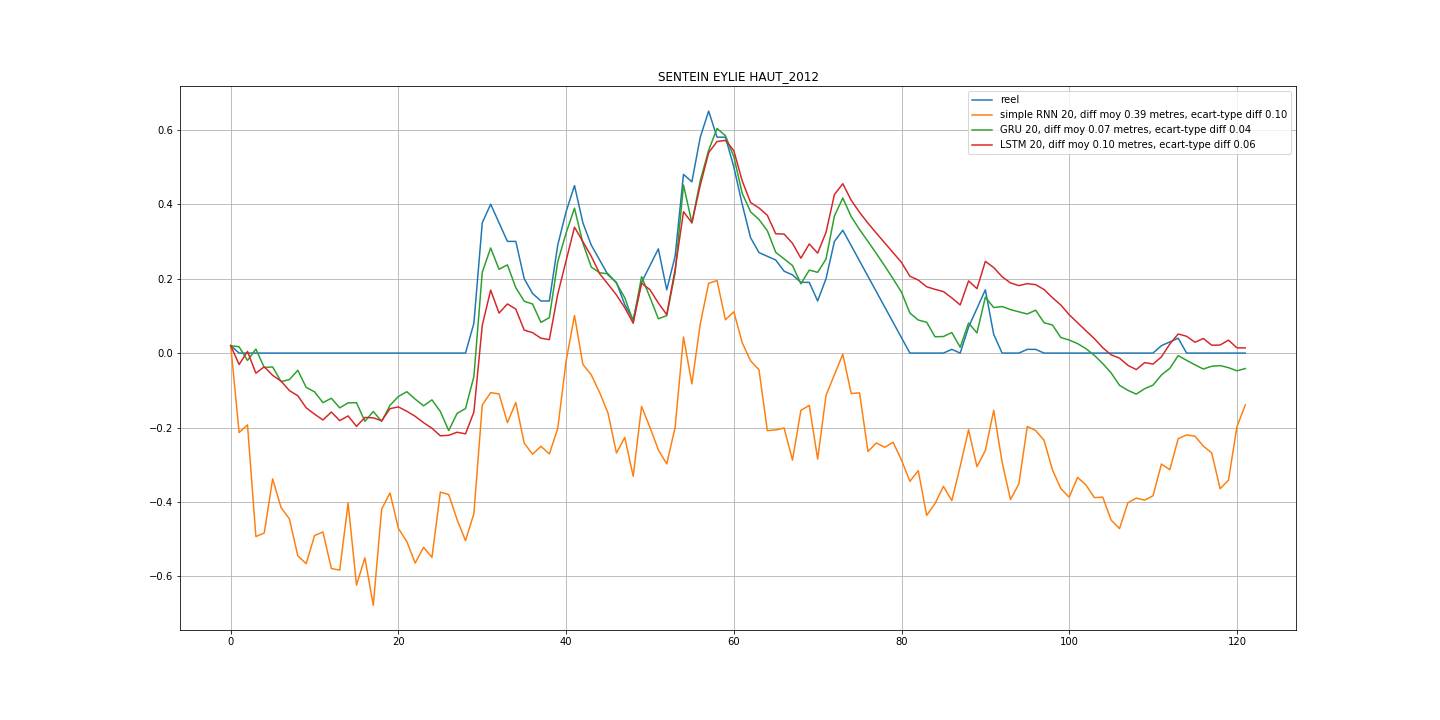 SENTEIN EYLIE HAUT_2012
reel
simple RNN 20, diff moy 0.39 metres, ecart-type diff 0.10
GRU 20, diff moy 0.07 metres, ecart-type diff 0.04
LSTM 20, diff moy 0.10 metres, ecart-type diff 0.06
0.6
0.4
0.2
0.0
−0.2
−0.4
−0.6
0 20 40 60 80 100 120